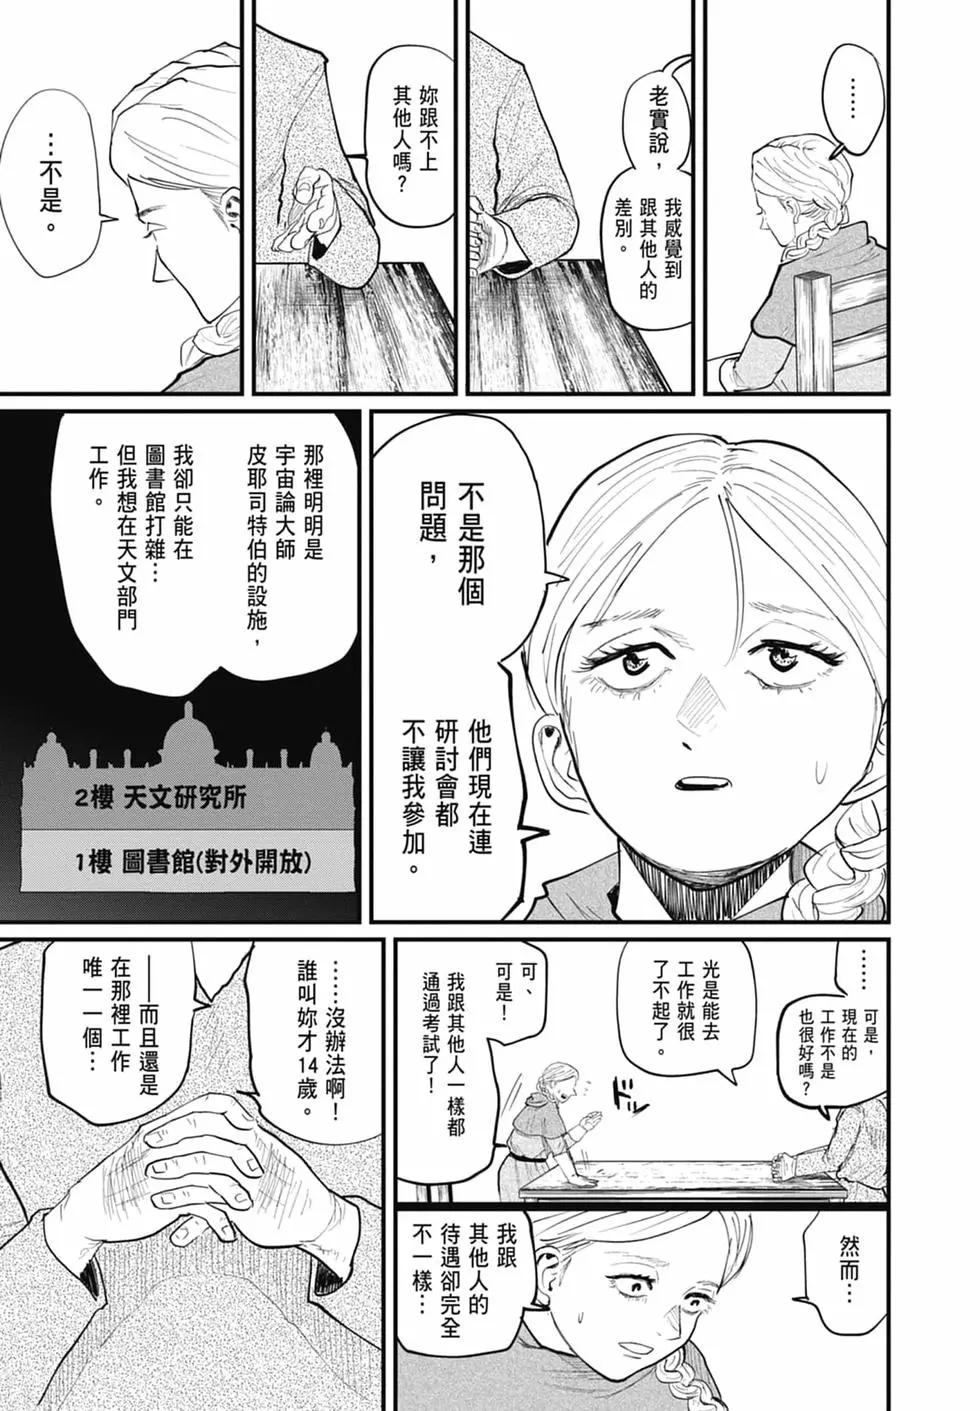 ……
老實說，
我感覺到
跟其他人的
差別。
妳跟不上
其他人嗎？
…不是。
不是那個
問題，
他們現在連
研討會都
不讓我參加。
那裡明明是
宇宙論大師
皮耶司特伯的設施，
我卻只能在
圖書館打雜…
但我想在天文部門
工作。
2樓 天文研究所
1樓 圖書館(對外開放)
……
可是，
現在的
工作不是
也很好嗎？
光是能去
工作就很
了不起了。
可、
可是！
我跟其他人一樣都
通過考試了！
ドンッ
然而…
我跟
其他人的
待遇卻完全
不一樣…
……沒辦法啊！
誰叫妳才14歲。
——而且還是
在那裡工作
唯一一個…